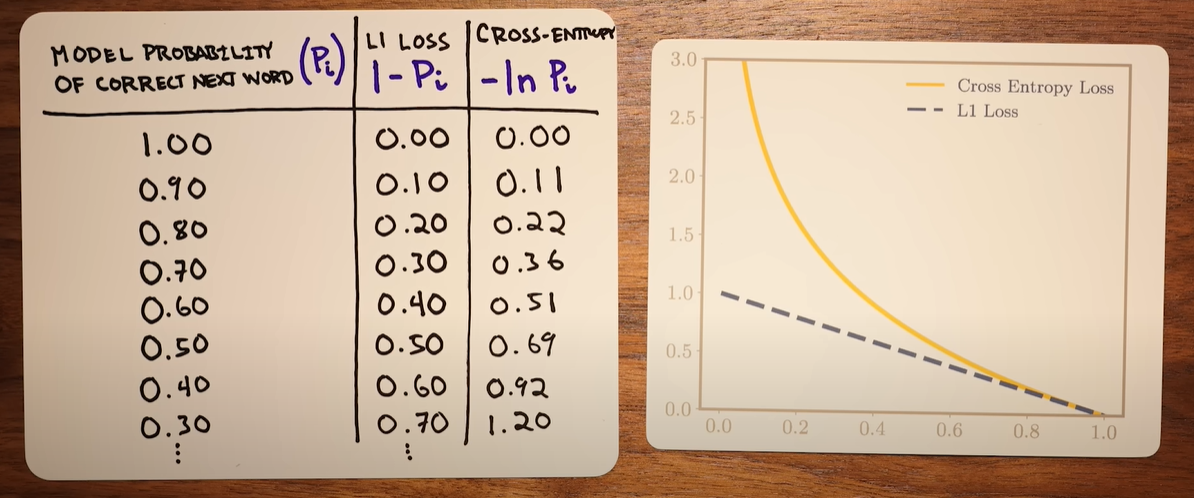 MODEL PROBABILITY
OF CORRECT NEXT WORD (Pi)
L1 LOSS
1 - Pi
CROSS-ENTROPY
-ln Pi
1.00 0.00 0.00
0.90 0.10 0.11
0.80 0.20 0.22
0.70 0.30 0.36
0.60 0.40 0.51
0.50 0.50 0.69
0.40 0.60 0.92
0.30 0.70 1.20
⋮ ⋮
3.0
2.5
2.0
1.5
1.0
0.5
0.0
Cross Entropy Loss
L1 Loss
0.0 0.2 0.4 0.6 0.8 1.0